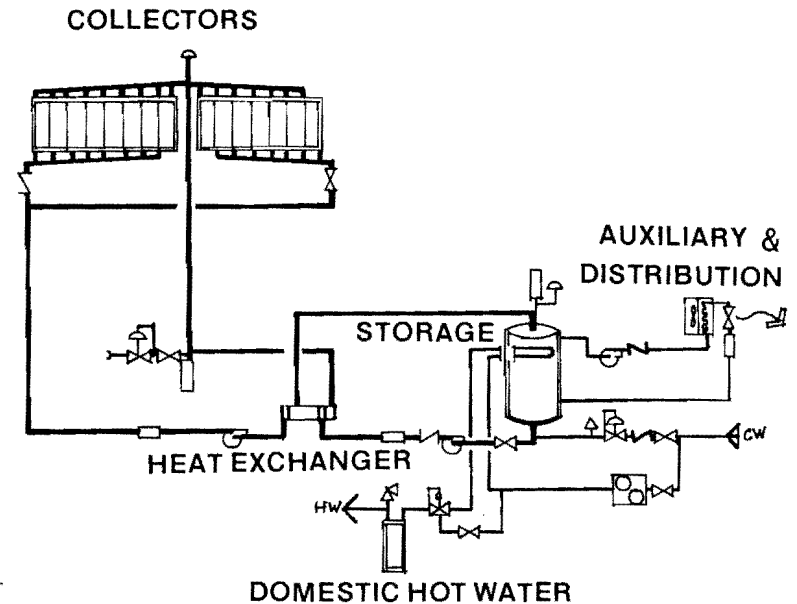 COLLECTORS
AUXILIARY &
DISTRIBUTION
STORAGE
HEAT EXCHANGER
CW
HW
DOMESTIC HOT WATER